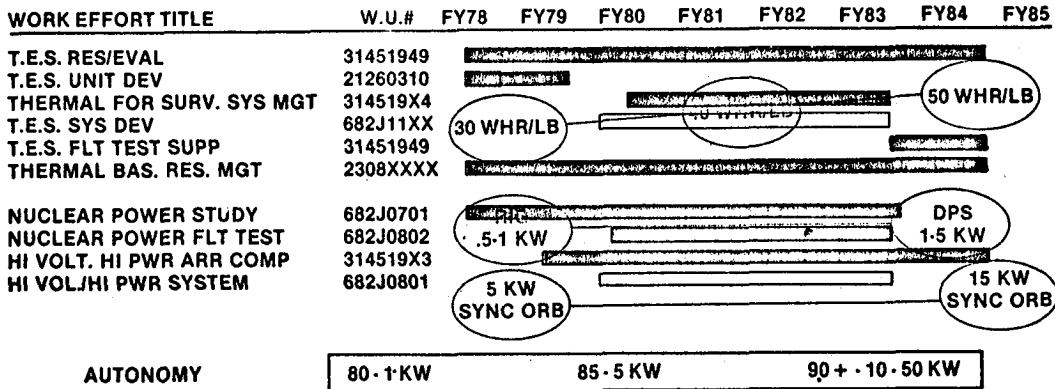 WORK EFFORT TITLE W.U.# FY78 FY79 FY80 FY81 FY82 FY83 FY84 FY85
T.E.S. RES/EVAL 31451949
T.E.S. UNIT DEV 21260310
THERMAL FOR SURV. SYS MGT 314519X4
50 WHR/LB
WHR/LB
T.E.S. SYS DEV 682J11XX
30 WHR/LB
T.E.S. FLT TEST SUPP 31451949
THERMAL BAS. RES. MGT 2308XXXX
NUCLEAR POWER STUDY 682J0701
DPS
NUCLEAR POWER FLT TEST 682J0802
.5-1 KW
1-5 KW
HI VOLT. HI PWR ARR COMP 314519X3
HI VOL./HI PWR SYSTEM 682J0801
5 KW
SYNC ORB
15 KW
SYNC ORB
AUTONOMY 80 - 1 KW 85 - 5 KW 90 + - 10 - 50 KW